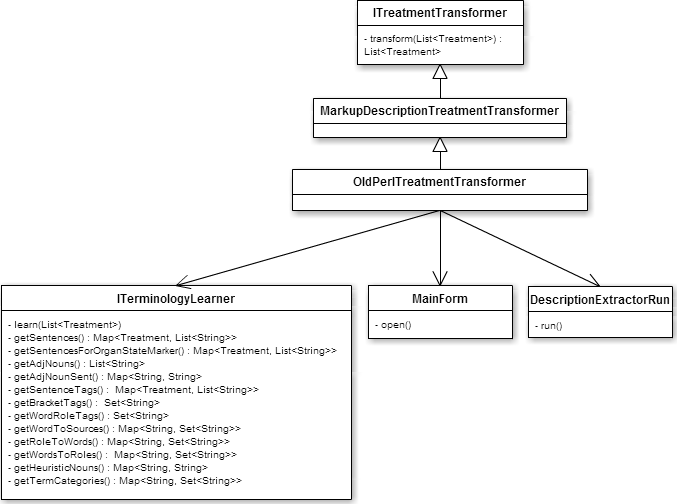 ITreatmentTransformer
- transform(List<Treatment>) :
List<Treatment>
MarkupDescriptionTreatmentTransformer
OldPerlTreatmentTransformer
ITerminologyLearner
- learn(List<Treatment>)
- getSentences() : Map<Treatment, List<String>>
- getSentencesForOrganStateMarker() : Map<Treatment, List<String>>
- getAdjNouns() : List<String>
- getAdjNounSent() : Map<String, String>
- getSentenceTags() :  Map<Treatment, List<String>>
- getBracketTags() :  Set<String>
- getWordRoleTags() : Set<String>
- getWordToSources() : Map<String, Set<String>>
- getRoleToWords() : Map<String, Set<String>>
- getWordsToRoles() :  Map<String, Set<String>>
- getHeuristicNouns() : Map<String, String>
- getTermCategories() : Map<String, Set<String>>
MainForm
- open()
DescriptionExtractorRun
- run()